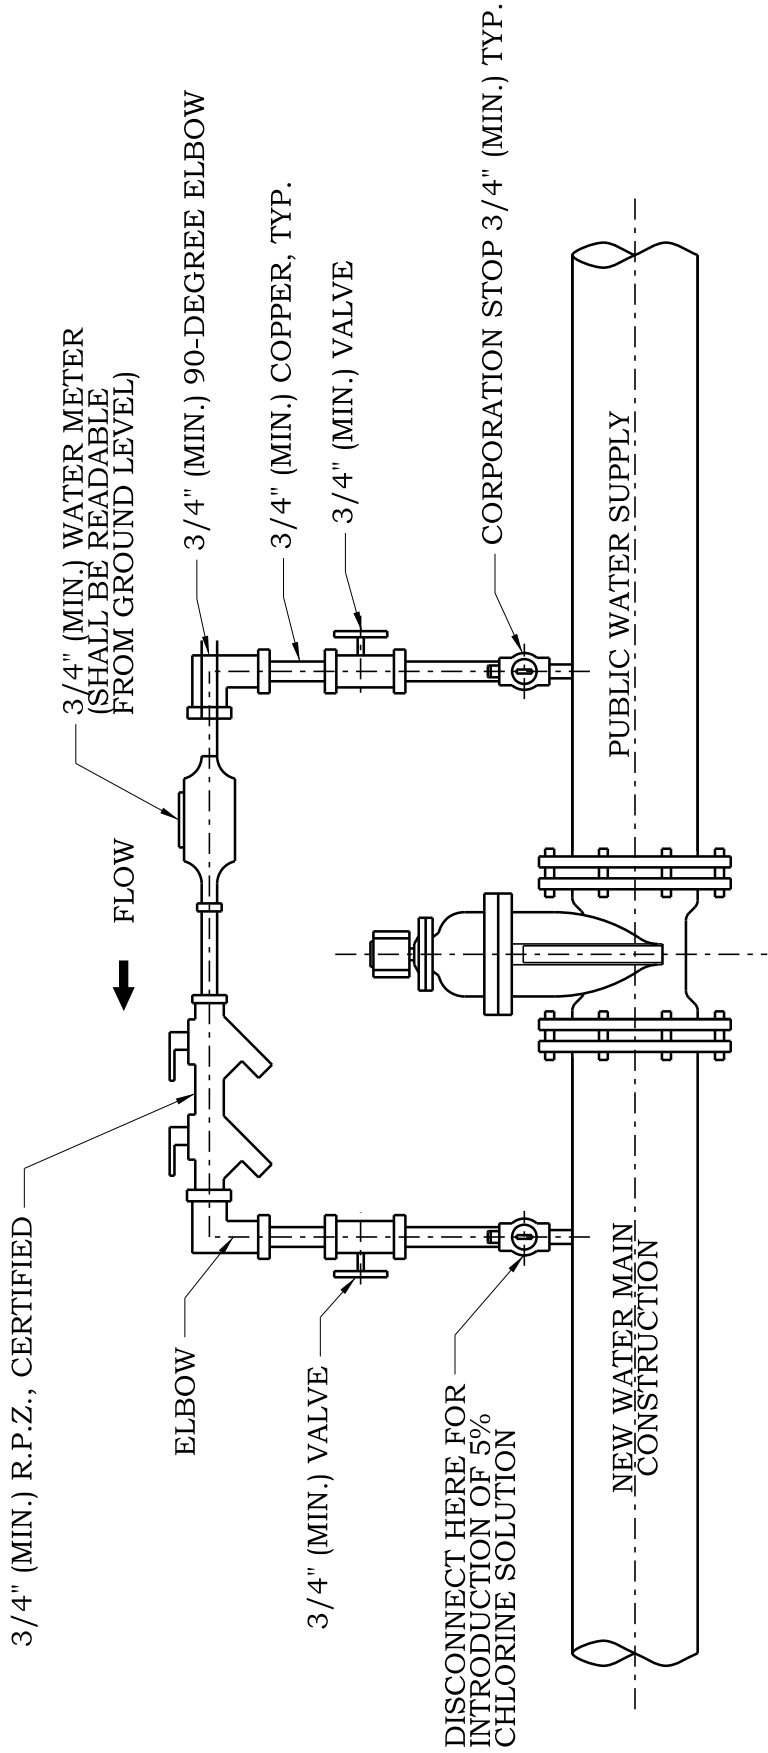 3/4" (MIN.) R.P.Z., CERTIFIED
3/4" (MIN.) WATER METER
(SHALL BE READABLE
FROM GROUND LEVEL)
FLOW
ELBOW
3/4" (MIN.) 90-DEGREE ELBOW
3/4" (MIN.) COPPER, TYP.
3/4" (MIN.) VALVE
3/4" (MIN.) VALVE
DISCONNECT HERE FOR
INTRODUCTION OF 5%
CHLORINE SOLUTION
CORPORATION STOP 3/4" (MIN.) TYP.
NEW WATER MAIN
CONSTRUCTION
PUBLIC WATER SUPPLY